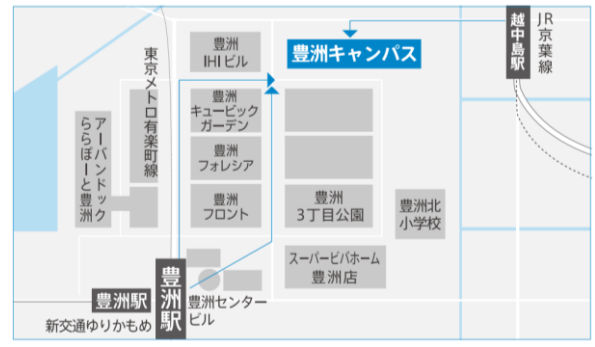 豊洲
IHIビル
豊洲キャンパス
越中島駅
JR京葉線
東京メトロ有楽町線
豊洲
キュービック
ガーデン
アーバンドック
ららぽーと豊洲
豊洲
フォレシア
豊洲
フロント
豊洲
3丁目公園
豊洲北
小学校
スーパービバホーム
豊洲店
豊洲駅
豊洲駅
豊洲センター
ビル
新交通ゆりかもめ